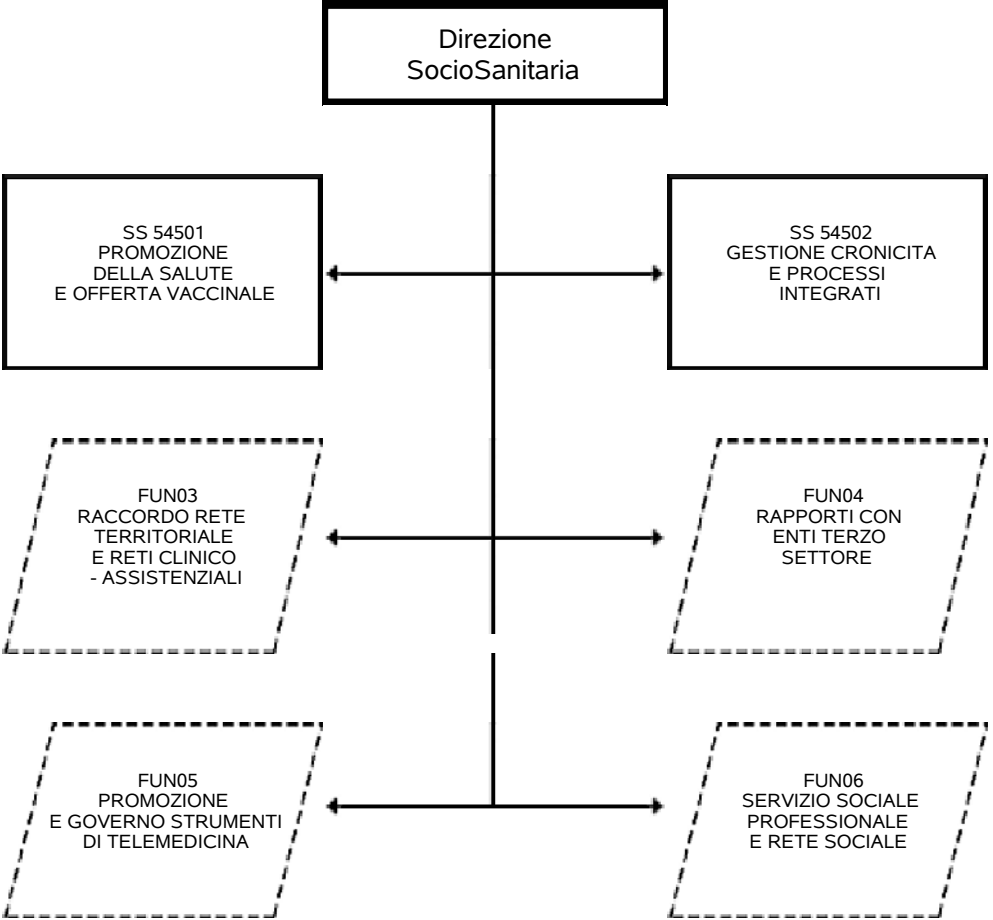 Direzione
SocioSanitaria
SS 54501
PROMOZIONE
DELLA SALUTE
E OFFERTA VACCINALE
SS 54502
GESTIONE CRONICITA
E PROCESSI
INTEGRATI
FUN03
RACCORDO RETE
TERRITORIALE
E RETI CLINICO
- ASSISTENZIALI
FUN04
RAPPORTI CON
ENTI TERZO
SETTORE
FUN05
PROMOZIONE
E GOVERNO STRUMENTI
DI TELEMEDICINA
FUN06
SERVIZIO SOCIALE
PROFESSIONALE
E RETE SOCIALE